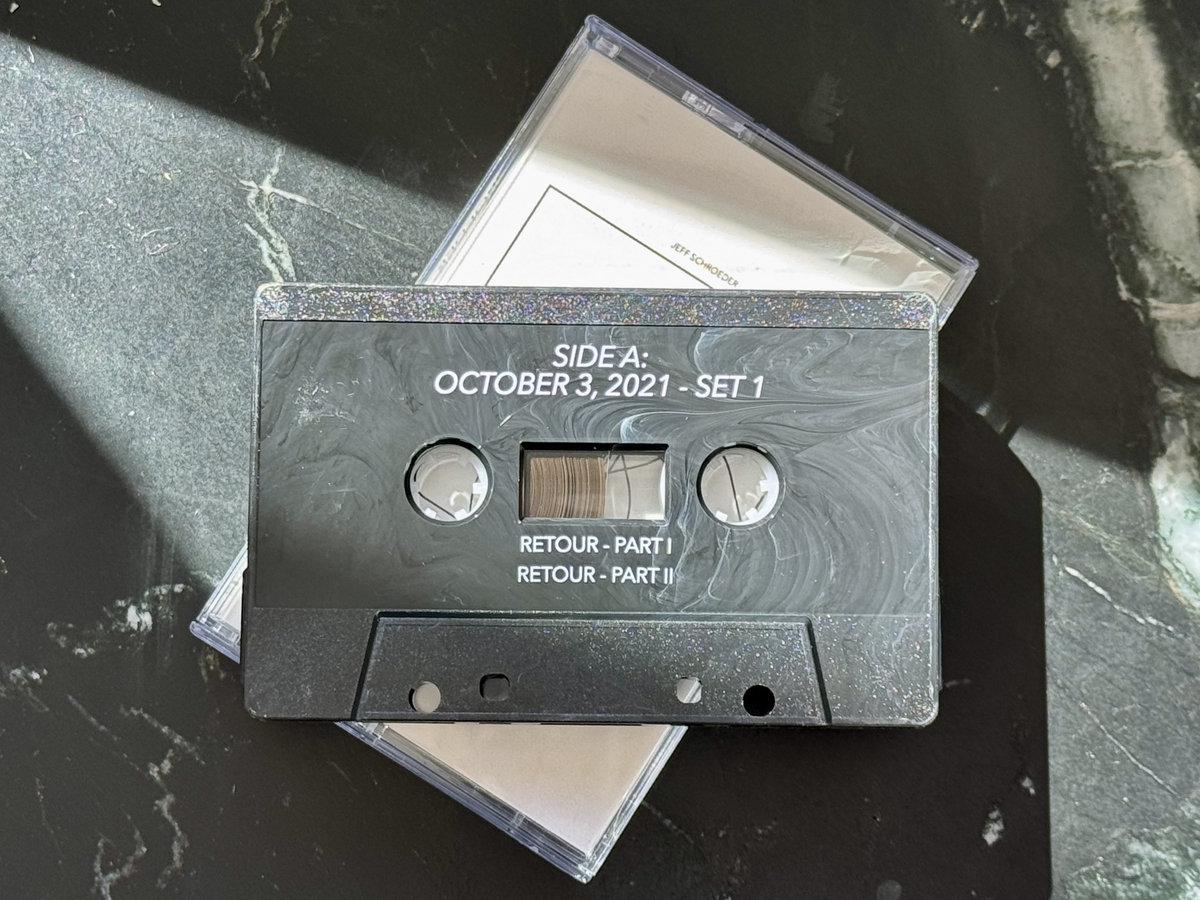 JEFF SCHROEDER
SIDE A:
OCTOBER 3, 2021 - SET 1
RETOUR - PART I
RETOUR - PART II